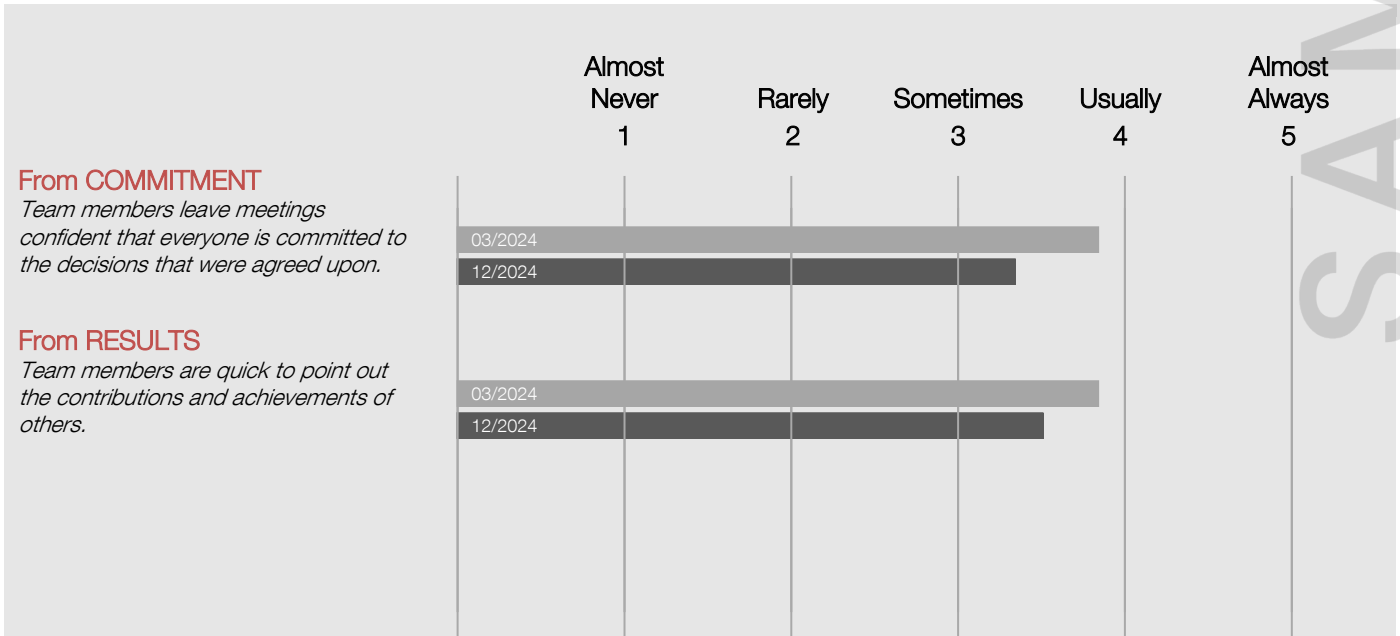 Almost Never
Rarely
Sometimes
Usually
Almost Always
1
2
3
4
5
From COMMITMENT
Team members leave meetings
confident that everyone is committed to
the decisions that were agreed upon.
03/2024
12/2024
From RESULTS
Team members are quick to point out
the contributions and achievements of
others.
03/2024
12/2024
SAM